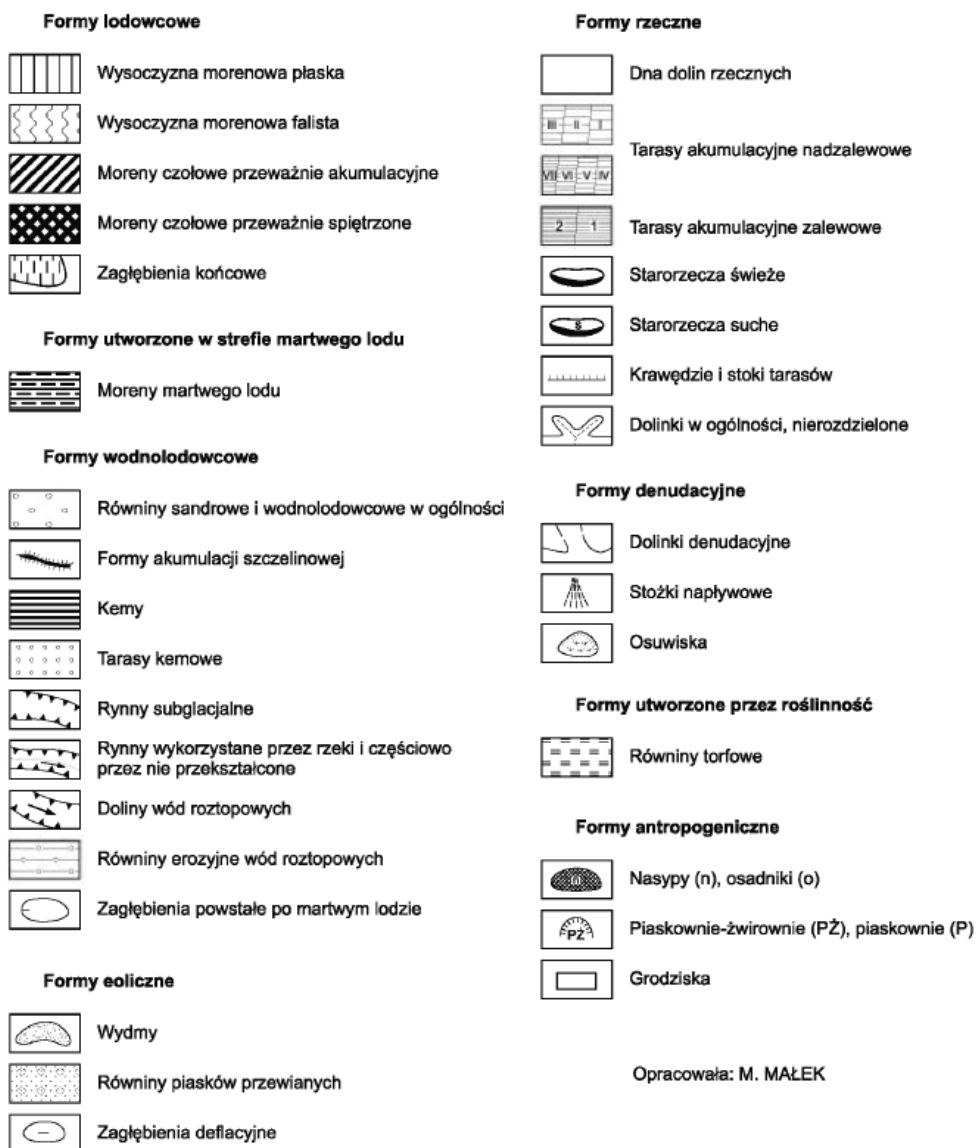 Formy lodowcowe
Wysoczyzna morenowa płaska
Wysoczyzna morenowa falista
Moreny czołowe przeważnie akumulacyjne
Moreny czołowe przeważnie spiętrzone
Zagłębienia końcowe
Formy utworzone w strefie martwego lodu
Moreny martwego lodu
Formy wodnolodowcowe
Równiny sandrowe i wodnolodowcowe w ogólności
Formy akumulacji szczelinowej
Kemy
Tarasy kemowe
Rynny subglacjalne
Rynny wykorzystane przez rzeki i częściowo
przez nie przekształcone
Doliny wód roztopowych
Równiny erozyjne wód roztopowych
Zagłębienia powstałe po martwym lodzie
Formy eoliczne
Wydmy
Równiny piasków przewianych
Zagłębienia deflacyjne
Formy rzeczne
Dna dolin rzecznych
III II I
Tarasy akumulacyjne nadzalewowe
VII VI V IV
2 1
Tarasy akumulacyjne zalewowe
Starorzecza świeże
S
Starorzecza suche
Krawędzie i stoki tarasów
Dolinki w ogólności, nierozdzielone
Formy denudacyjne
Dolinki denudacyjne
Stożki napływowe
Osuwiska
Formy utworzone przez roślinność
Równiny torfowe
Formy antropogeniczne
Nasypy (n), osadniki (o)
PŻ
Piaskownie-żwirownie (PŻ), piaskownie (P)
Grodziska
Opracowała: M. MAŁEK